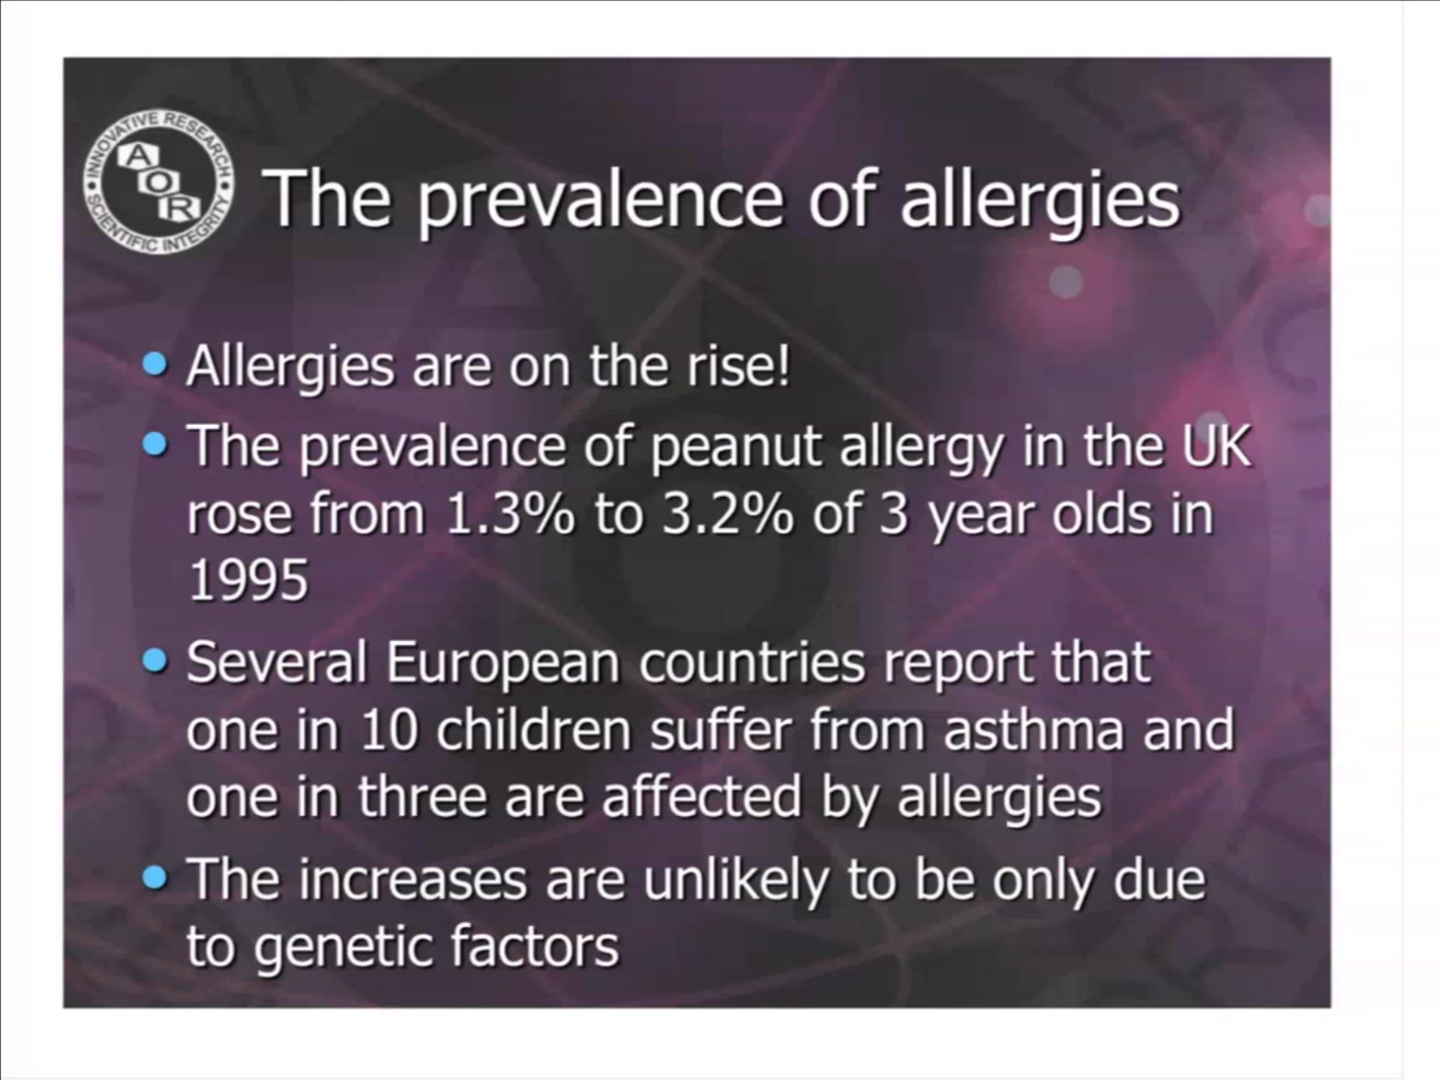 INNOVATIVE RESEARCH
A
O
R
SCIENTIFIC INTEGRITY
The prevalence of allergies
Allergies are on the rise!
The prevalence of peanut allergy in the UK
rose from 1.3% to 3.2% of 3 year olds in
1995
Several European countries report that
one in 10 children suffer from asthma and
one in three are affected by allergies
The increases are unlikely to be only due
to genetic factors